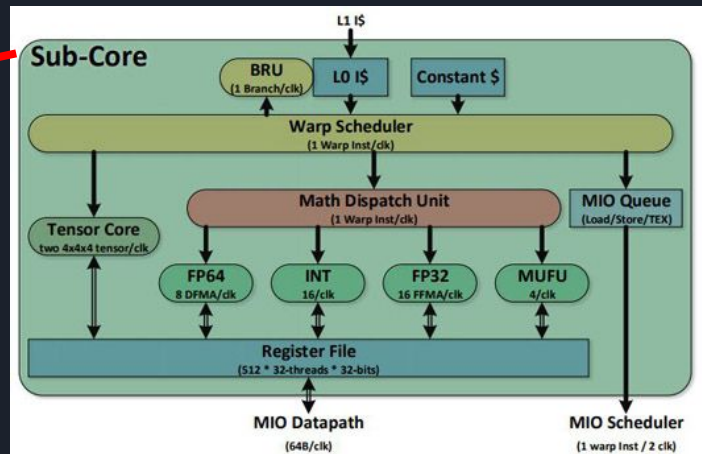 L1 I$
Sub-Core
BRU
(1 Branch/clk)
L0 I$
Constant $
Warp Scheduler
(1 Warp Inst/clk)
Math Dispatch Unit
(1 Warp Inst/clk)
MIO Queue
(Load/Store/TEX)
Tensor Core
two 4x4x4 tensor/clk
FP64
8 DFMA/clk
INT
16/clk
FP32
16 FFMA/clk
MUFU
4/clk
Register File
(512 * 32-threads * 32-bits)
MIO Datapath
(64B/clk)
MIO Scheduler
(1 warp Inst / 2 clk)